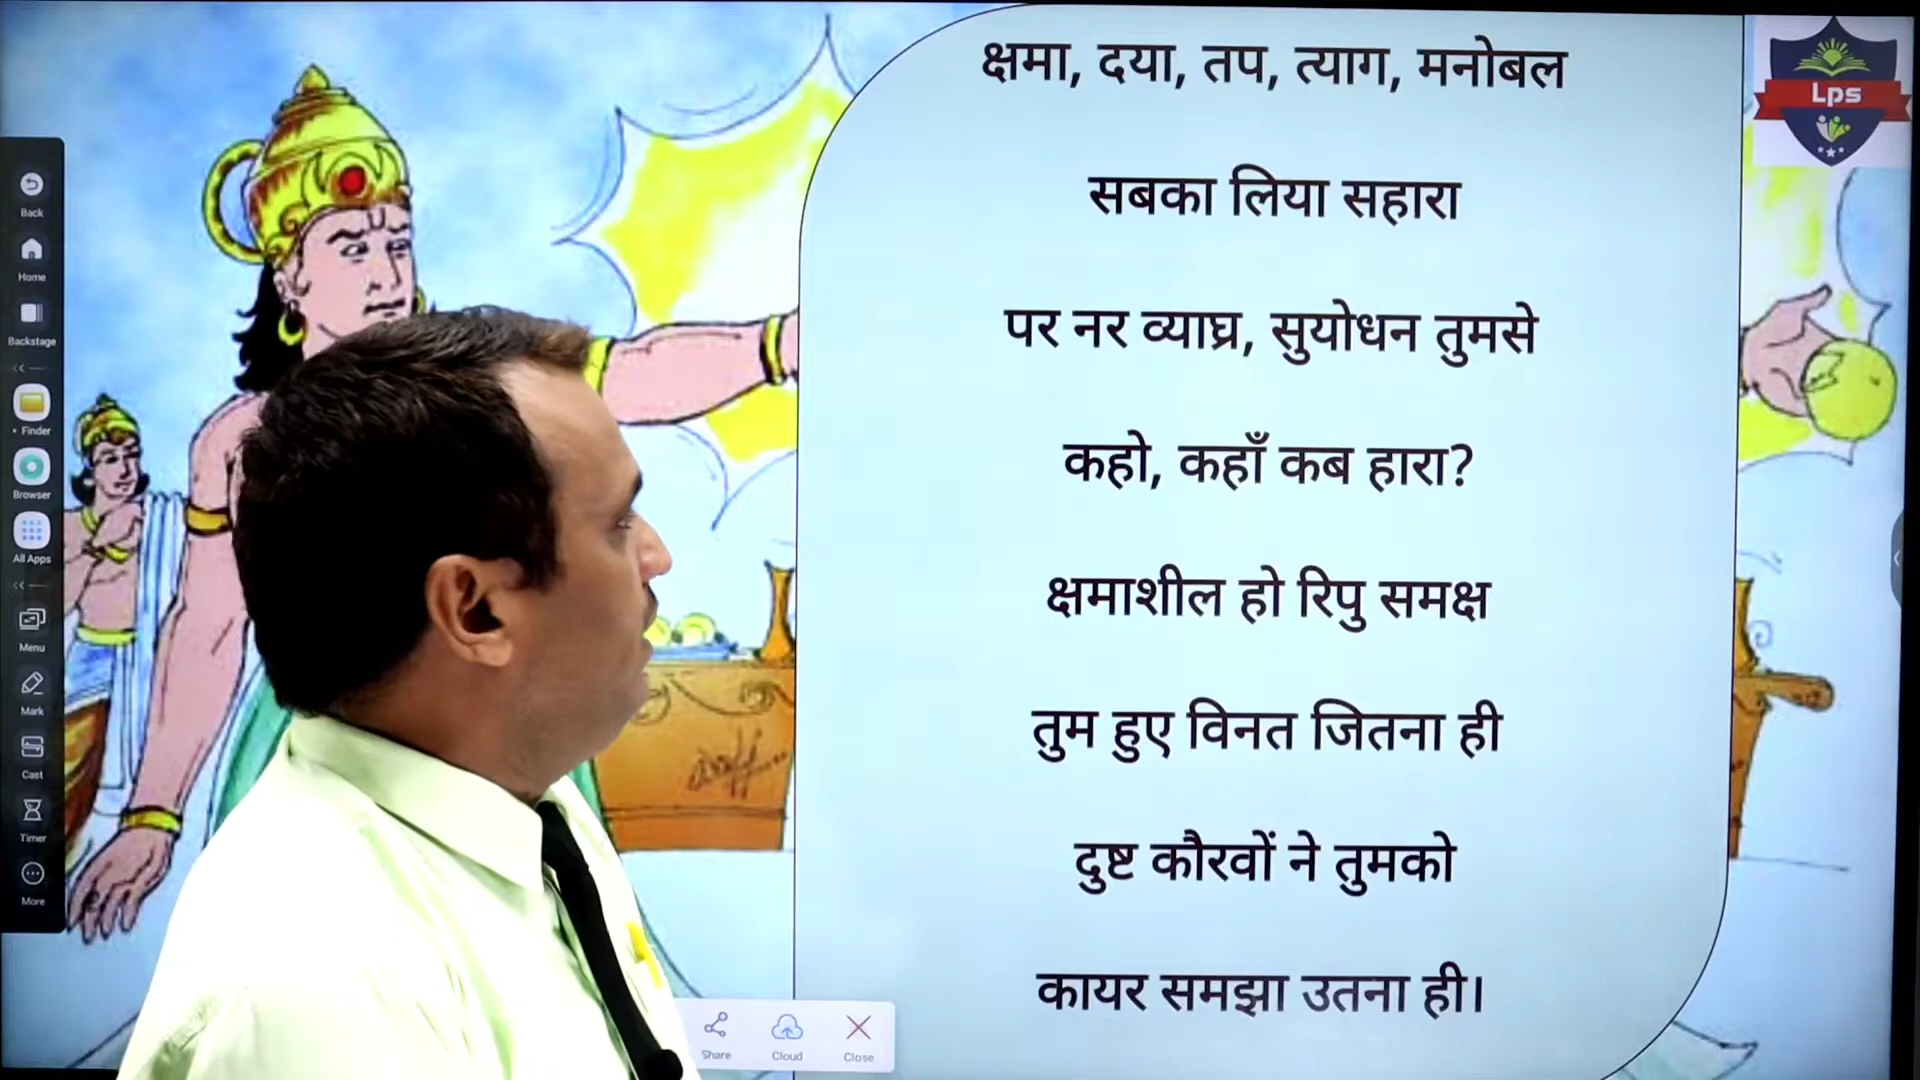 क्षमा, दया, तप, त्याग, मनोबल
सबका लिया सहारा
पर नर व्याघ्र, सुयोधन तुमसे
कहो, कहाँ कब हारा?
क्षमाशील हो रिपु समक्ष
तुम हुए विनत जितना ही
दुष्ट कौरवों ने तुमको
कायर समझा उतना ही।
Lps
Back
Home
Backstage
Finder
Browser
All Apps
Menu
Mark
Cast
Timer
More
Share
Cloud
Close